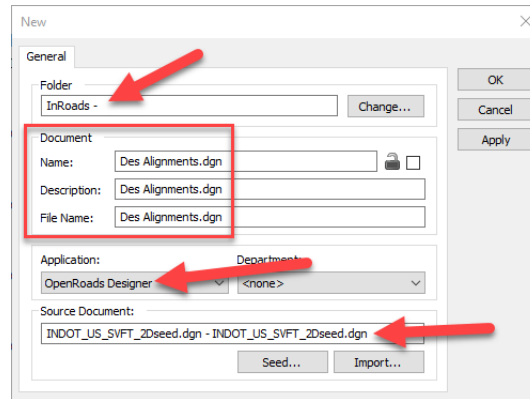 New
General
Folder
InRoads -
Change...
OK
Cancel
Apply
Document
Name: Des Alignments.dgn
Description: Des Alignments.dgn
File Name: Des Alignments.dgn
Application: Department:
OpenRoads Designer <none>
Source Document:
INDOT_US_SVFT_2Dseed.dgn - INDOT_US_SVFT_2Dseed.dgn
Seed... Import...